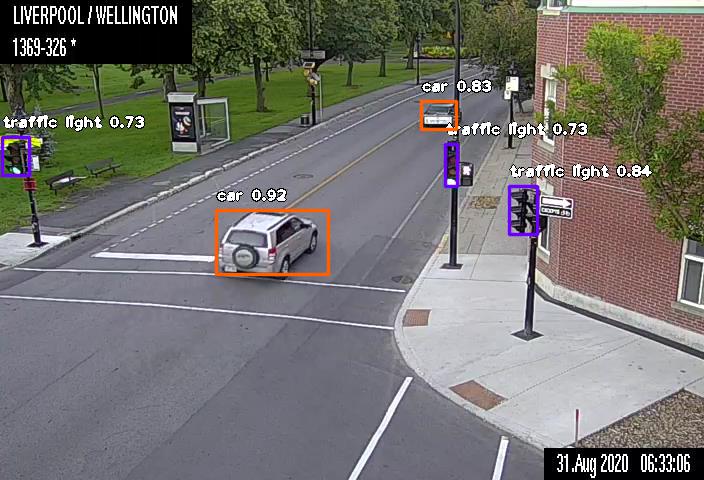 LIVERPOOL / WELLINGTON
1369-326 *
car 0.83
traffic light 0.73
traffic light 0.73
traffic light 0.84
car 0.92
31.Aug 2020 06:33:06